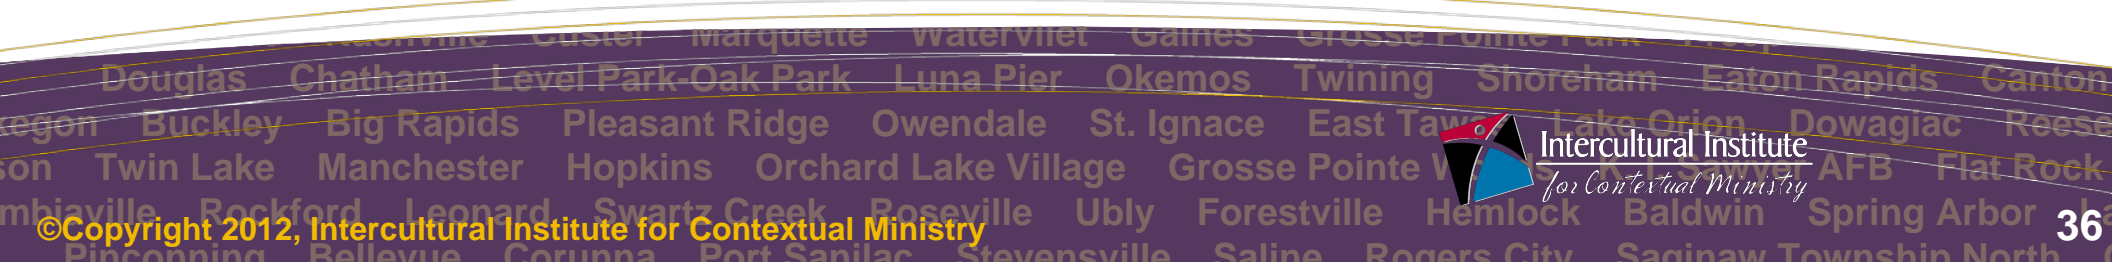 Nashville Custer Marquette Watervliet Gaines Grosse Pointe Park
Douglas Chatham Level Park-Oak Park Luna Pier Okemos Twining Shoreham Eaton Rapids Canton
Buckley Big Rapids Pleasant Ridge Owendale St. Ignace East Lake Orion Dowagiac Reese
son Twin Lake Manchester Hopkins Orchard Lake Village Grosse Pointe Sawyer AFB Flat Rock
Intercultural Institute
for Contextual Ministry
Rockford Leonard Swartz Creek Roseville Ubly Forestville Hemlock Baldwin Spring Arbor
©Copyright 2012, Intercultural Institute for Contextual Ministry
36
Pinconning Bellevue Corunna Port Sanilac Stevensville Saline Rogers City Saginaw Township North